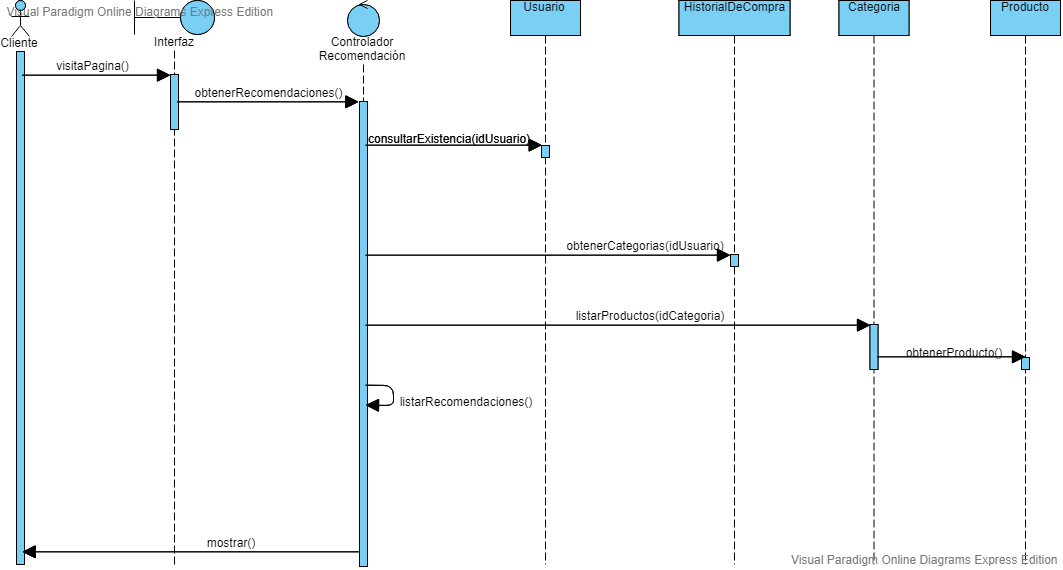 Visual Paradigm Online Diagrams Express Edition
Cliente
Interfaz
Controlador
Recomendación
Usuario
HistorialDeCompra
Categoria
Producto
visitaPagina()
obtenerRecomendaciones()
consultarExistencia(idUsuario)
obtenerCategorias(idUsuario)
listarProductos(idCategoria)
obtenerProducto()
listarRecomendaciones()
mostrar()
Visual Paradigm Online Diagrams Express Edition